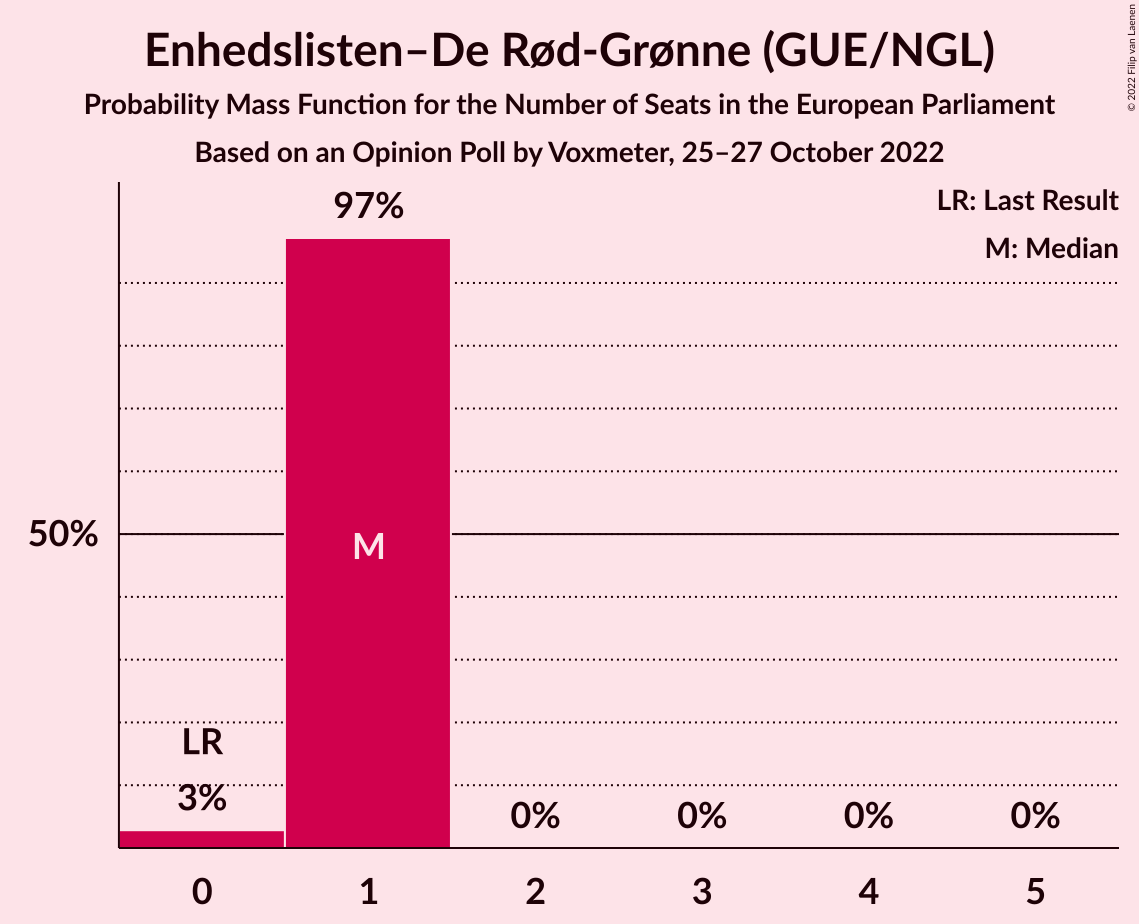 Enhedslisten–De Rød-Grønne (GUE/NGL)
Probability Mass Function for the Number of Seats in the European Parliament
Based on an Opinion Poll by Voxmeter, 25–27 October 2022
© 2022 Filip van Laenen
LR: Last Result
M: Median
97%
50%
M
LR
3%
0%
0%
0%
0%
0
1
2
3
4
5